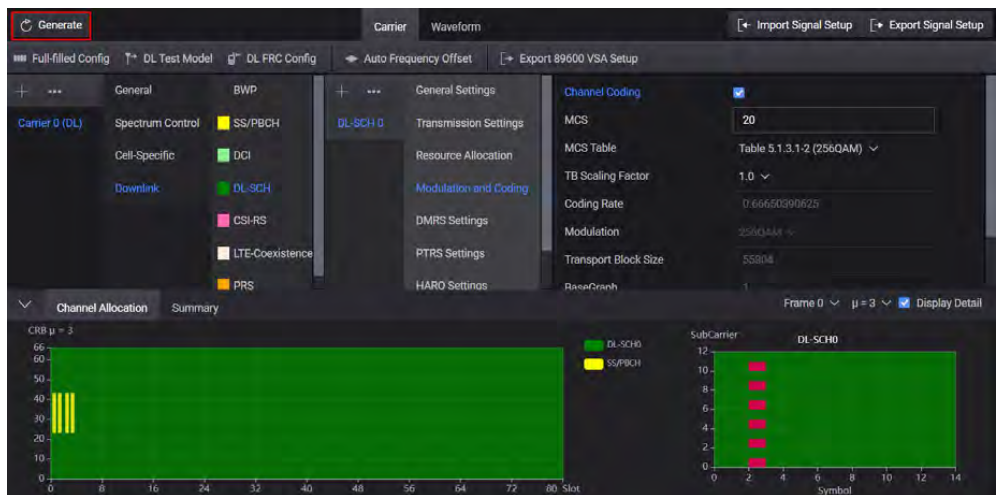 Generate
Carrier
Waveform
Import Signal Setup
Export Signal Setup
Full-filled Config
DL Test Model
DL FRC Config
Auto Frequency Offset
Export 89600 VSA Setup
Carrier 0 (DL)
General
Spectrum Control
Cell-Specific
Downlink
BWP
SS/PBCH
DCI
DL-SCH
CSI-RS
LTE-Coexistence
PRS
DL-SCH 0
General Settings
Transmission Settings
Resource Allocation
Modulation and Coding
DMRS Settings
PTRS Settings
HARQ Settings
Channel Coding
MCS 20
MCS Table Table 5.1.3.1-2 (256QAM)
TB Scaling Factor 1.0
Coding Rate 0.66650390625
Modulation 256QAM
Transport Block Size 55304
BaseGraph 1
Channel Allocation
Summary
Frame 0
μ = 3
Display Detail
CRB μ = 3
66
60
50
40
30
20
10
0
0 8 16 24 32 40 48 56 64 72 80 Slot
DL-SCH0
SS/PBCH
SubCarrier
DL-SCH0
12
10
8
6
4
2
0
0 2 4 6 8 10 12 14
Symbol